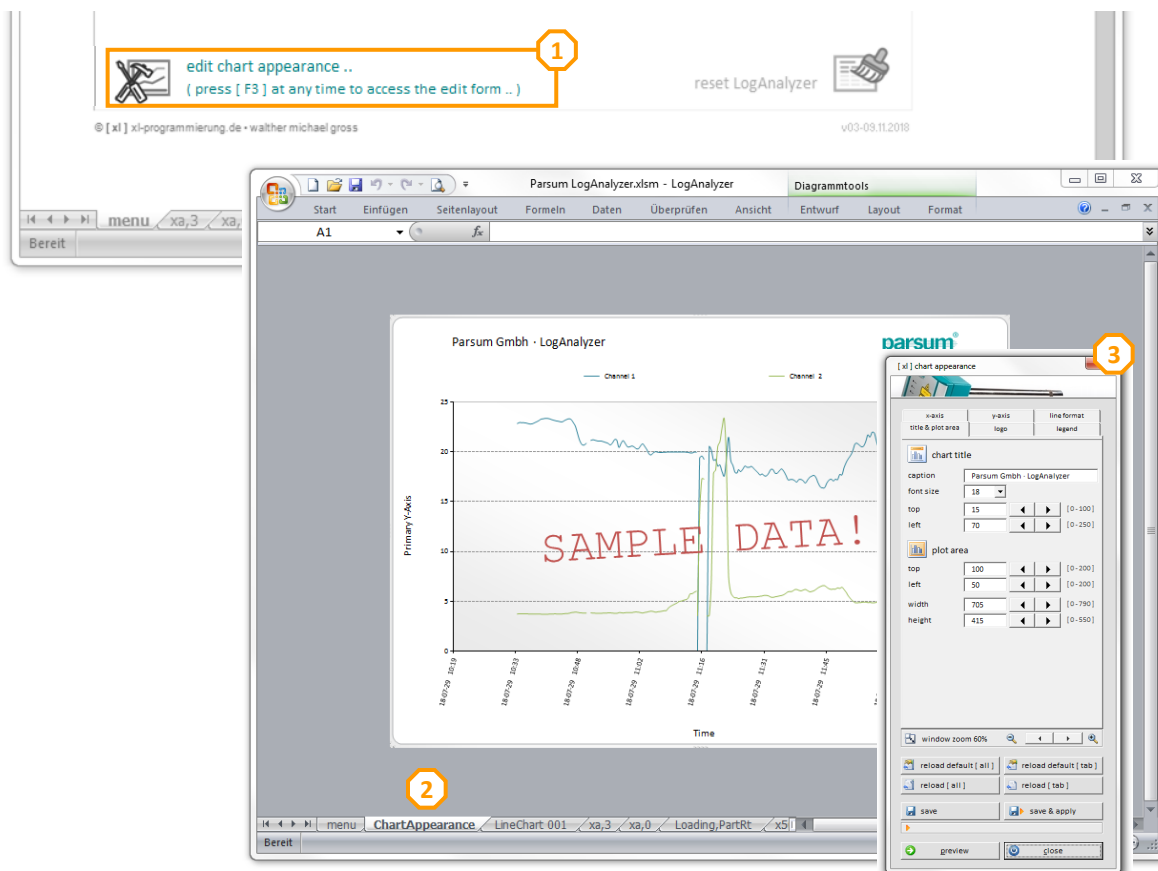 1
edit chart appearance ..
( press [ F3 ] at any time to access the edit form .. )
reset LogAnalyzer
© [ xl ] xl-programmierung.de • walther michael gross
v03-09.11.2018
menu xa,3 xa,
Bereit
Parsum LogAnalyzer.xlsm - LogAnalyzer
Diagrammtools
Start Einfügen Seitenlayout Formeln Daten Überprüfen Ansicht Entwurf Layout Format
A1 fx
Parsum Gmbh · LogAnalyzer
parsum®
Channel 1 Channel 2
25
20
15
10
5
0
Primary Y-Axis
SAMPLE DATA!
18-07-29 10:19
18-07-29 10:33
18-07-29 10:48
18-07-29 11:02
18-07-29 11:16
18-07-29 11:31
18-07-29 11:45
Time
2
menu ChartAppearance LineChart 001 xa,3 xa,0 Loading,PartRt x5
Bereit
3
[ xl ] chart appearance
x-axis y-axis line format
title & plot area logo legend
chart title
caption Parsum Gmbh · LogAnalyzer
font size 18
top 15 [0-100]
left 70 [0-250]
plot area
top 100 [0-200]
left 50 [0-200]
width 705 [0-790]
height 415 [0-550]
window zoom 60%
reload default [ all ] reload default [ tab ]
reload [ all ] reload [ tab ]
save save & apply
preview close